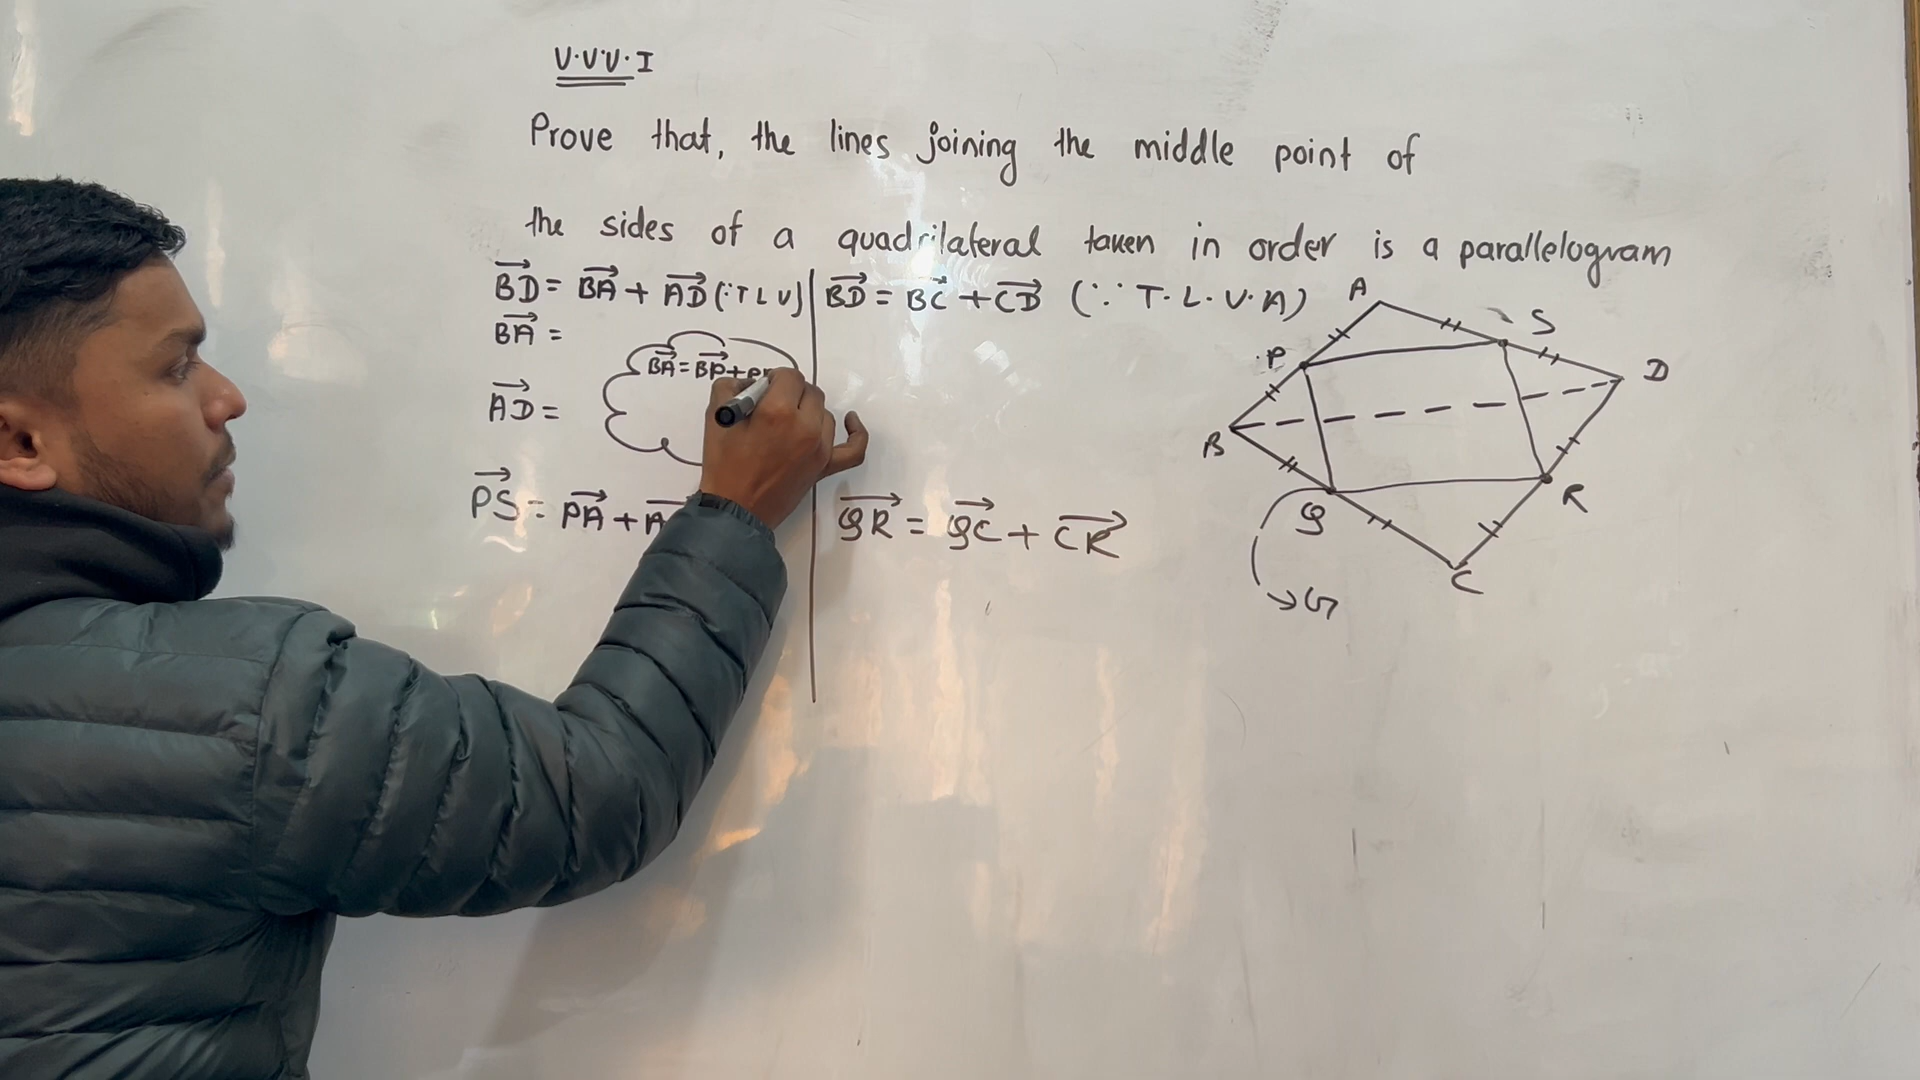 V.V.V.I
Prove that, the lines joining the middle point of
the sides of a quadrilateral taken in order is a parallelogram
BD = BA + AD (∵ T L V)
BA =
BA = BP +
AD =
PS = PA +
BD = BC + CD (∵ T.L.V.A)
QR = QC + CR
A
S
P
D
B
Q
R
C
→ G